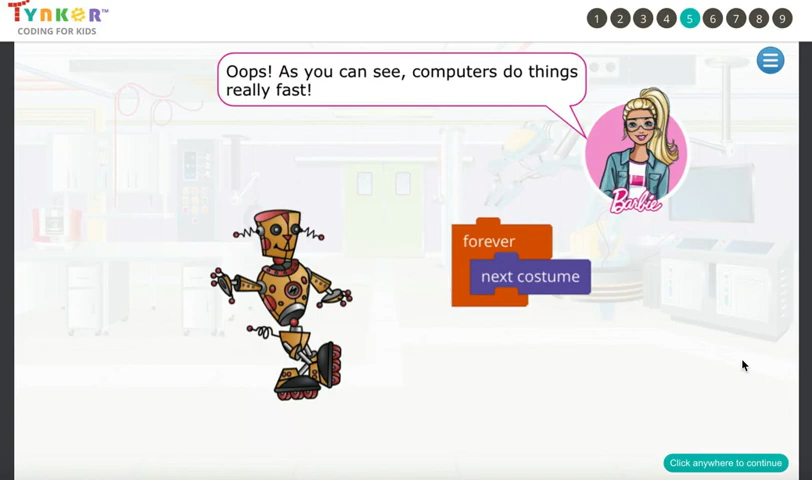 TYNKER™
CODING FOR KIDS
1 2 3 4 5 6 7 8 9
Oops! As you can see, computers do things
really fast!
Barbie
forever
next costume
Click anywhere to continue